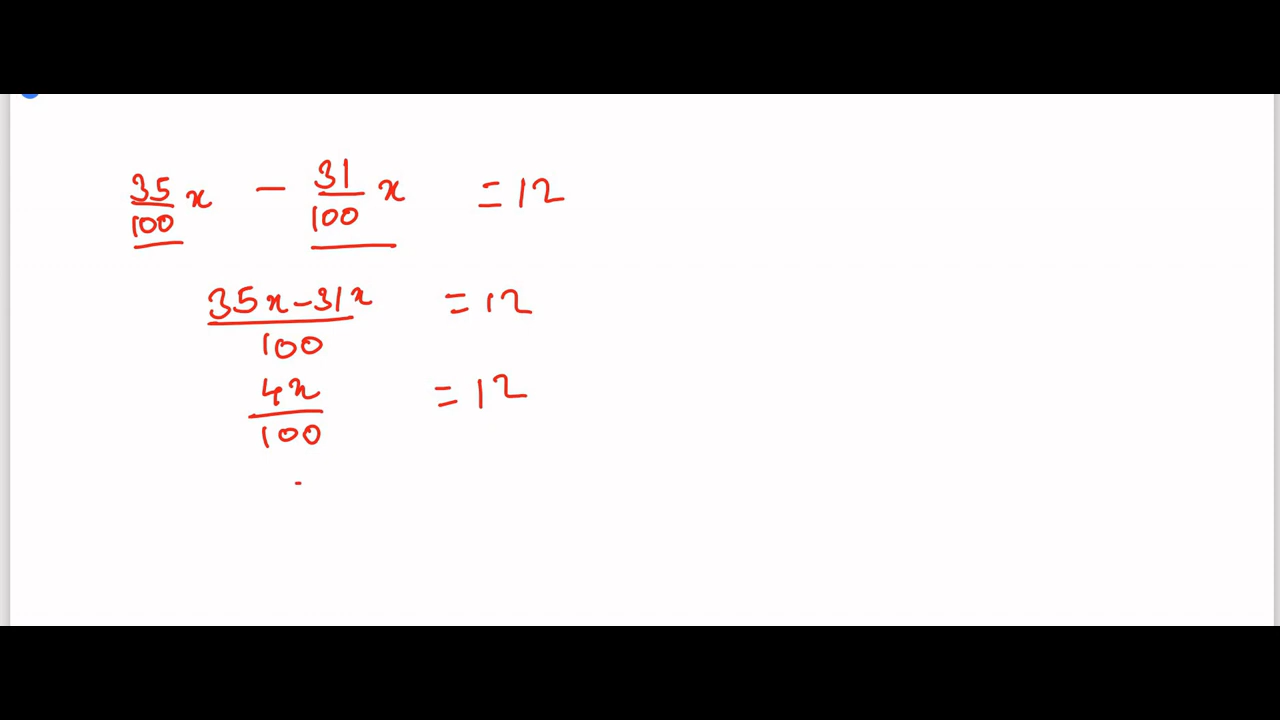 35/100 x - 31/100 x = 12
35x-31x/100 = 12
4x/100 = 12